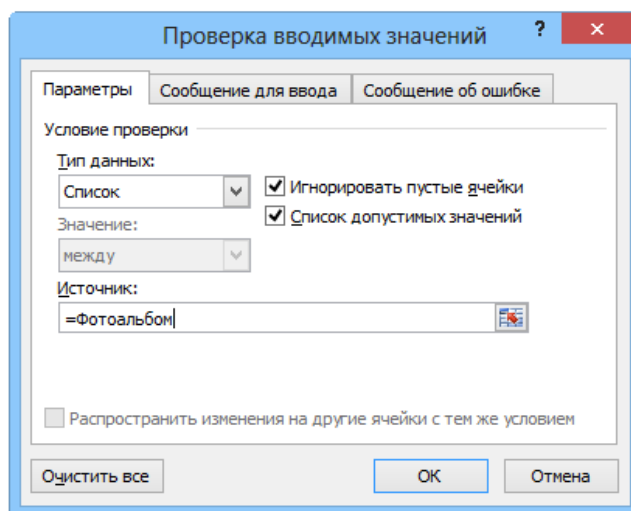 Проверка вводимых значений ? ×
Параметры Сообщение для ввода Сообщение об ошибке
Условие проверки
Тип данных:
Список
Игнорировать пустые ячейки
Список допустимых значений
Значение:
между
Источник:
=Фотоальбом
Распространить изменения на другие ячейки с тем же условием
Очистить все ОК Отмена